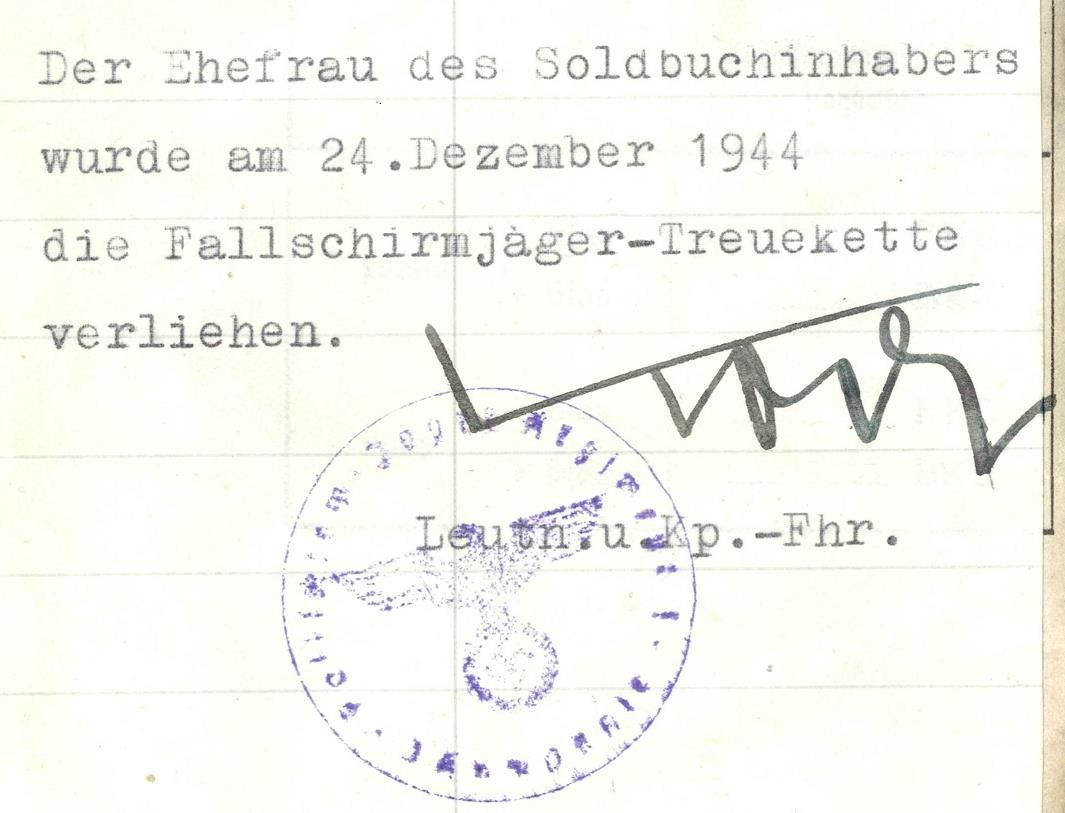 Der Ehefrau des Soldbuchinhabers
wurde am 24.Dezember 1944
die Fallschirmjäger-Treuekette
verliehen.
Leutn.u.Kp.-Fhr.